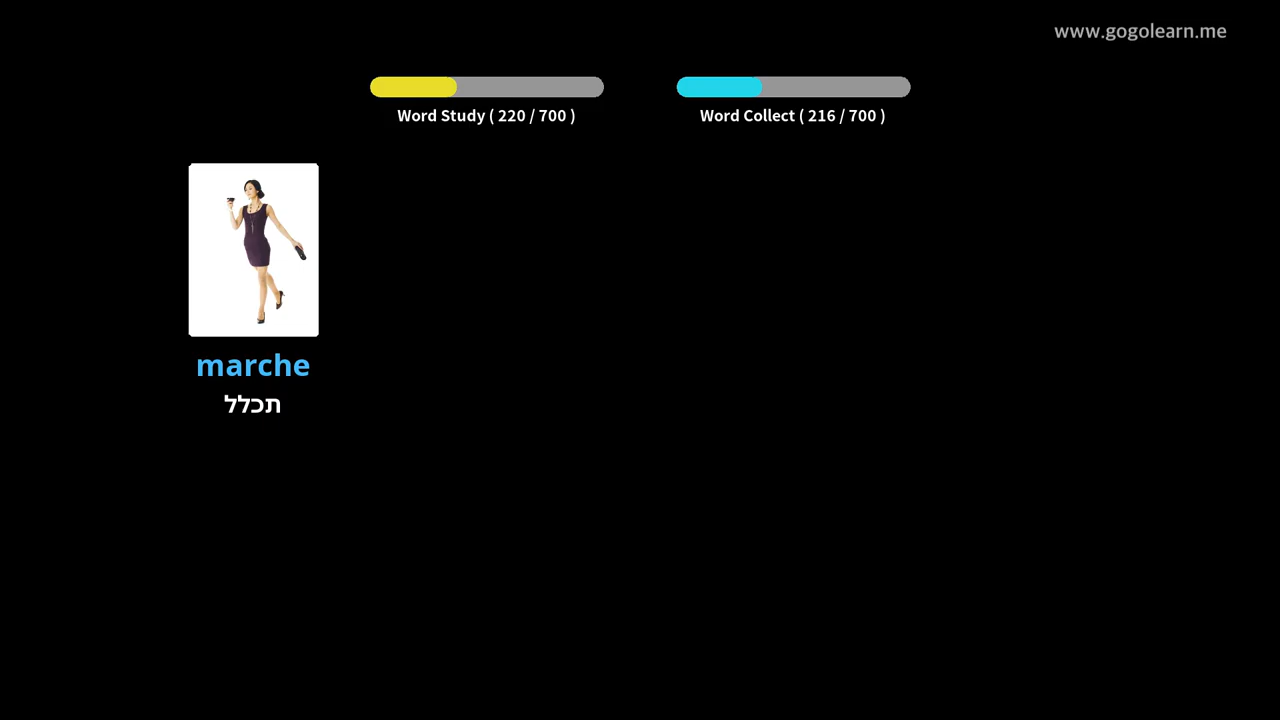 www.gogolearn.me
Word Study ( 220 / 700 )
Word Collect ( 216 / 700 )
marche
תכלל